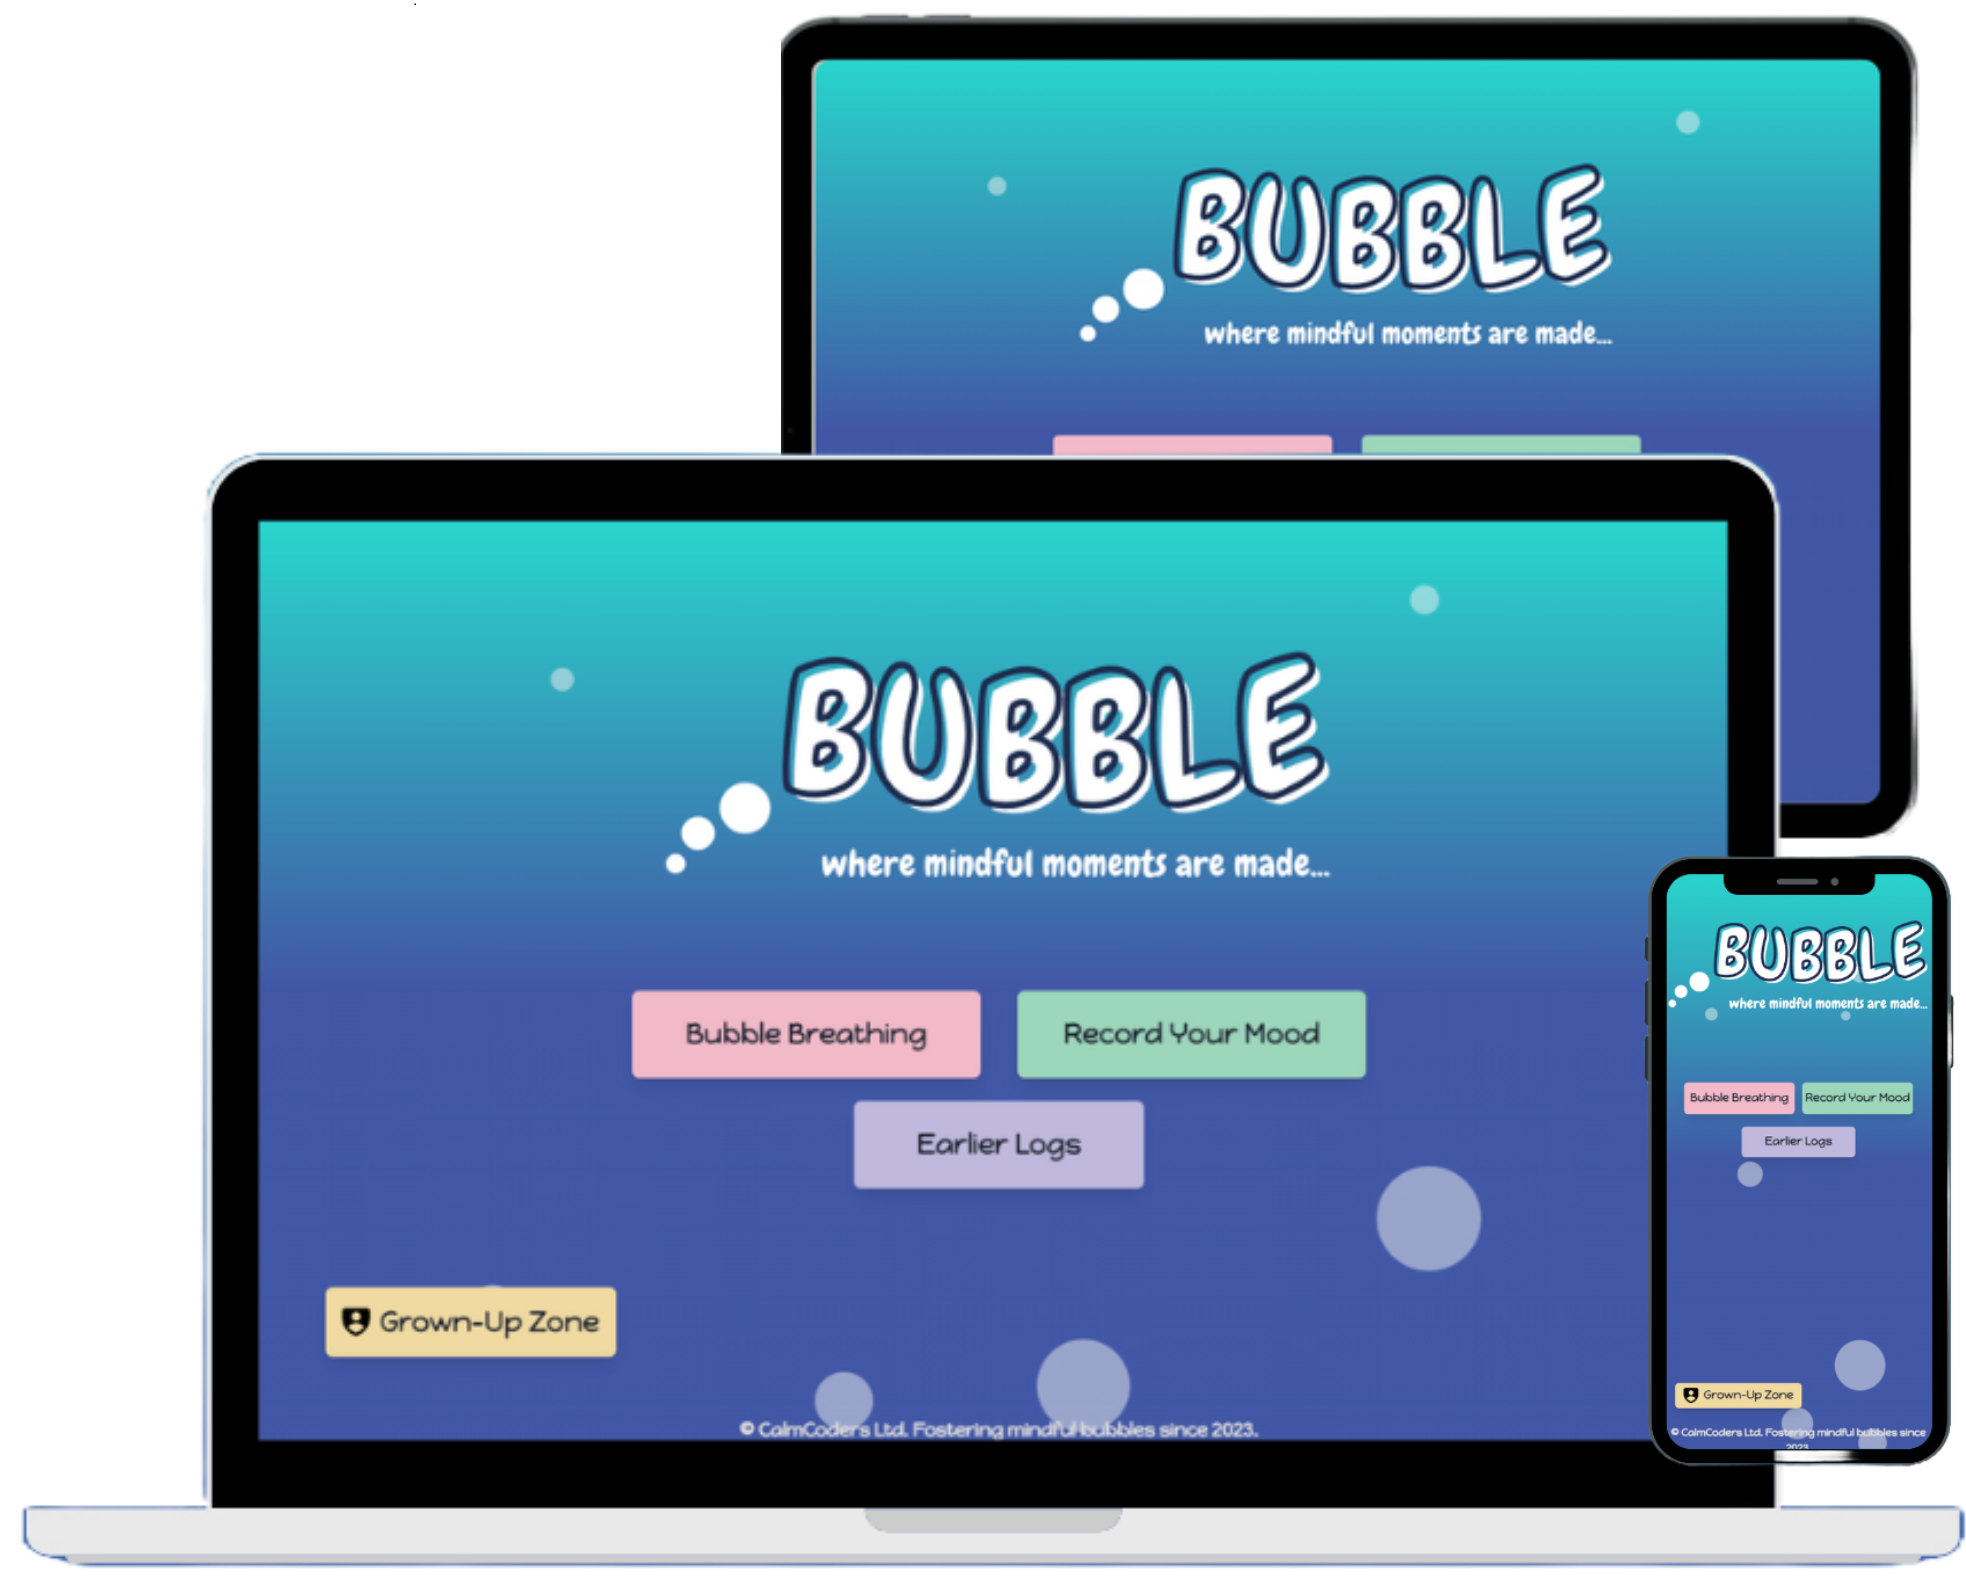 BUBBLE
where mindful moments are made...
BUBBLE
where mindful moments are made...
Bubble Breathing
Record Your Mood
Earlier Logs
Grown-Up Zone
© CalmCoders Ltd. Fostering mindful bubbles since 2023.
BUBBLE
where mindful moments are made...
Bubble Breathing
Record Your Mood
Earlier Logs
Grown-Up Zone
© CalmCoders Ltd. Fostering mindful bubbles since
2023.